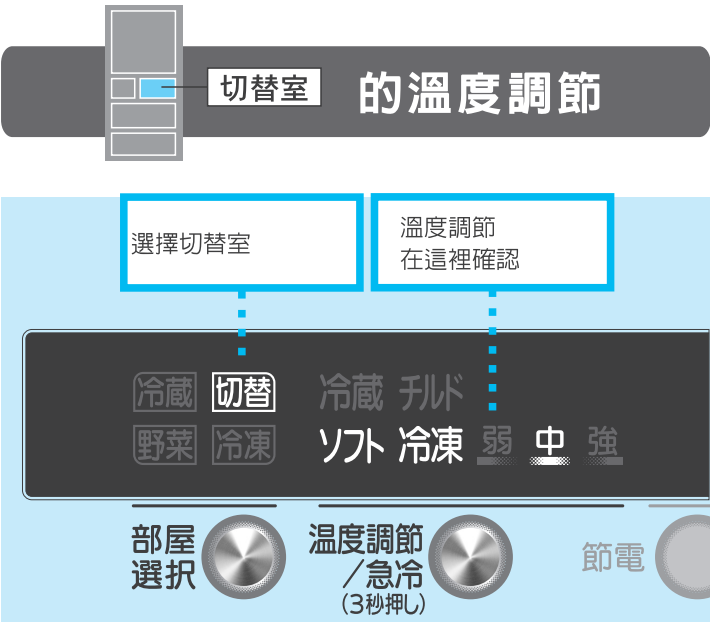 切替室 的溫度調節
選擇切替室
溫度調節
在這裡確認
冷蔵 切替 冷蔵 チルド
野菜 冷凍 ソフト 冷凍 弱 中 強
部屋
選択
温度調節
/急冷
(3秒押し)
節電